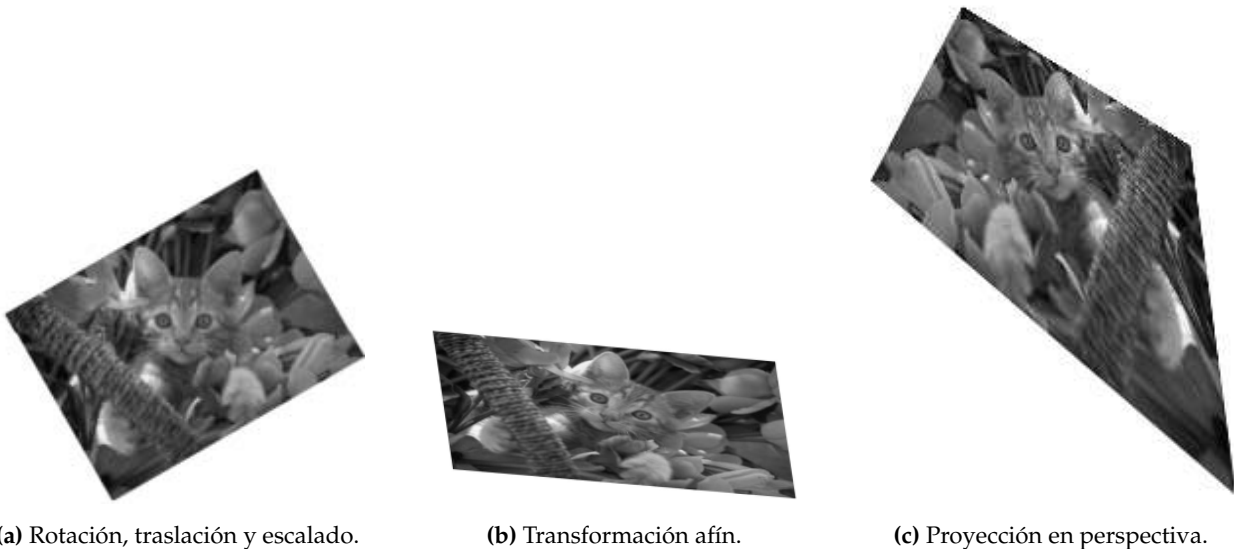 (a) Rotación, traslación y escalado.
(b) Transformación afín.
(c) Proyección en perspectiva.